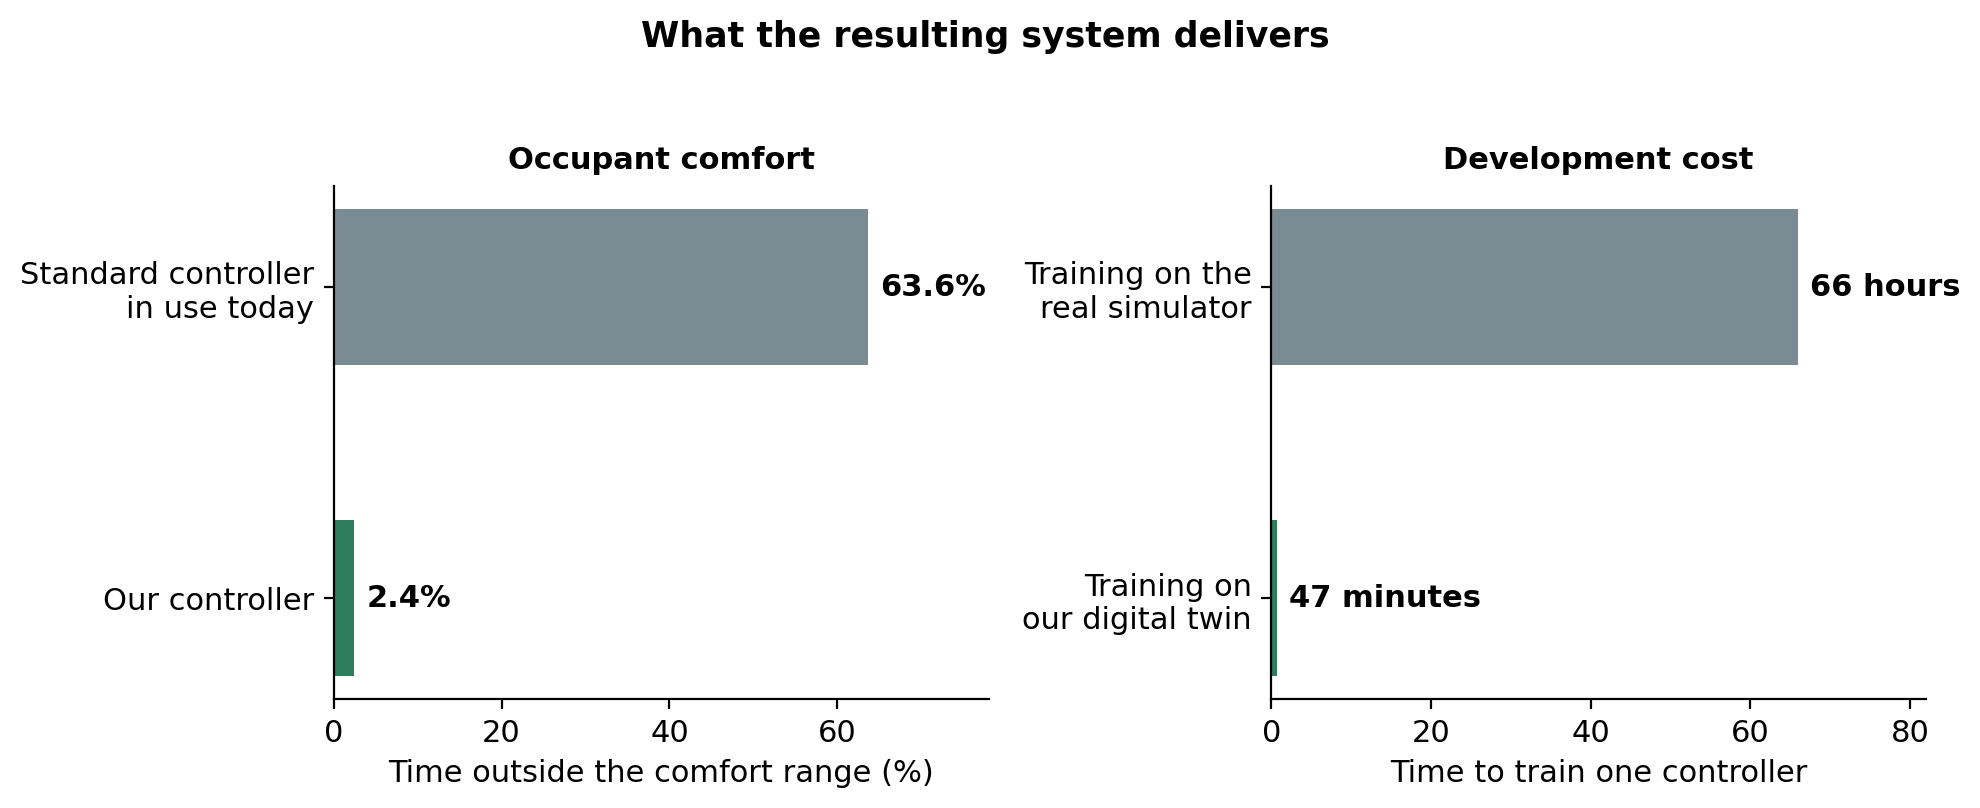 What the resulting system delivers
Occupant comfort
Standard controller
in use today
63.6%
Our controller
2.4%
0 20 40 60
Time outside the comfort range (%)
Development cost
Training on the
real simulator
66 hours
Training on
our digital twin
47 minutes
0 20 40 60 80
Time to train one controller